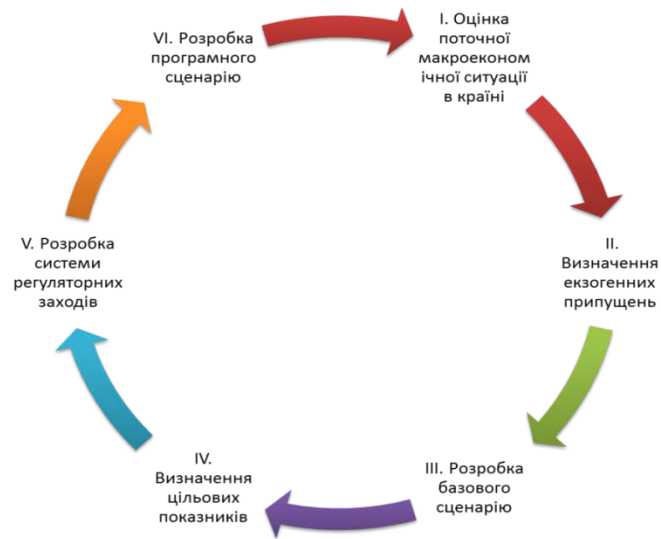 I. Оцінка
поточної
макроеконом
ічної ситуації
в країні
II.
Визначення
екзогенних
припущень
III. Розробка
базового
сценарію
IV.
Визначення
цільових
показників
V. Розробка
системи
регуляторних
заходів
VI. Розробка
програмного
сценарію